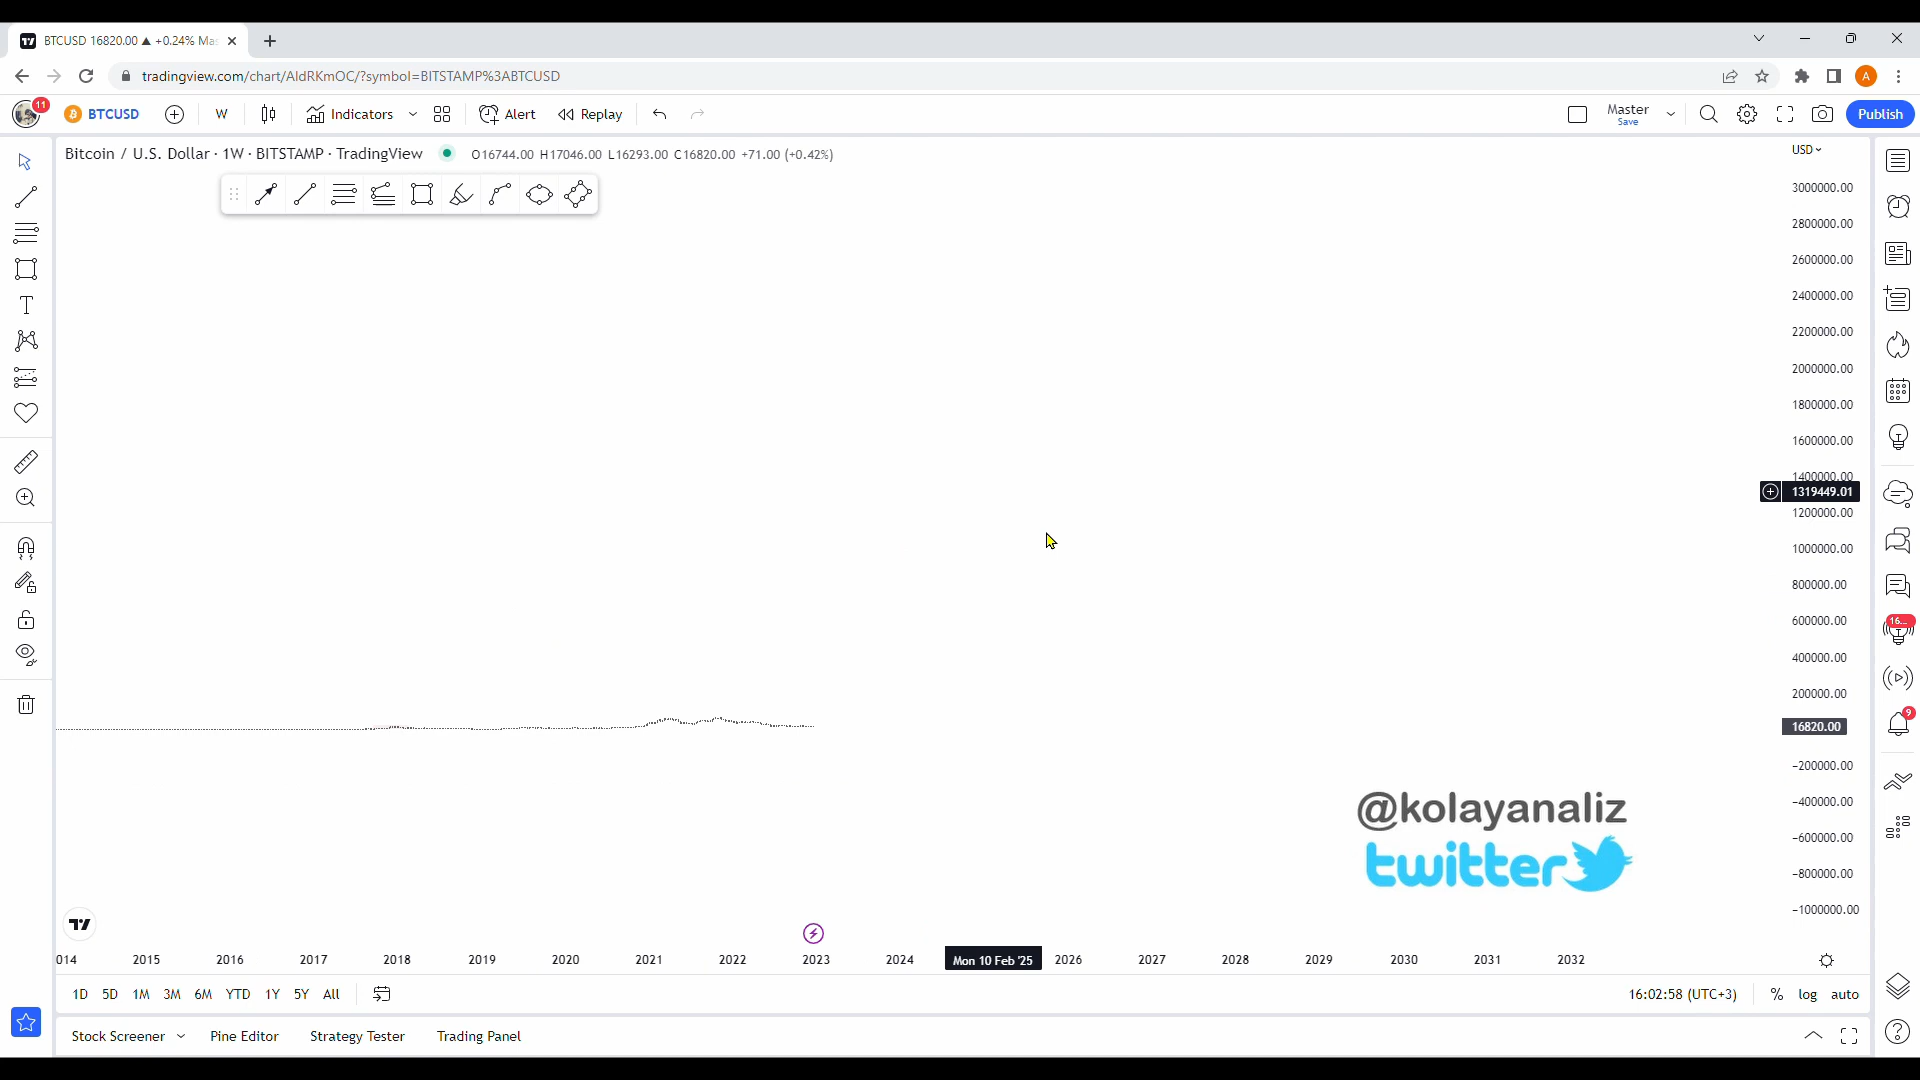 BTCUSD 16820.00 ▲ +0.24% Ma
tradingview.com/chart/AldRKmOC/?symbol=BITSTAMP%3ABTCUSD
A
11
BTCUSD
W
Indicators
Alert
Replay
Master
Save
Publish
Bitcoin / U.S. Dollar · 1W · BITSTAMP · TradingView
O16744.00 H17046.00 L16293.00 C16820.00 +71.00 (+0.42%)
USD
3000000.00
2800000.00
2600000.00
2400000.00
2200000.00
2000000.00
1800000.00
1600000.00
1400000.00
1319449.01
1200000.00
1000000.00
800000.00
600000.00
400000.00
200000.00
16820.00
-200000.00
-400000.00
-600000.00
-800000.00
-1000000.00
16...
9
@kolayanaliz
twitter
014 2015 2016 2017 2018 2019 2020 2021 2022 2023 2024 Mon 10 Feb '25 2026 2027 2028 2029 2030 2031 2032
1D 5D 1M 3M 6M YTD 1Y 5Y All
16:02:58 (UTC+3) % log auto
Stock Screener Pine Editor Strategy Tester Trading Panel